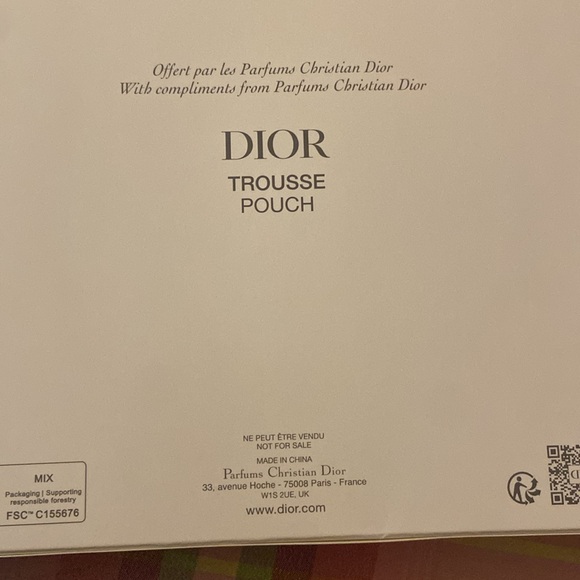 Offert par les Parfums Christian Dior
With compliments from Parfums Christian Dior
DIOR
TROUSSE
POUCH
NE PEUT ÊTRE VENDU
NOT FOR SALE
MADE IN CHINA
Parfums Christian Dior
33, avenue Hoche - 75008 Paris - France
W1S 2UE, UK
www.dior.com
MIX
Packaging | Supporting
responsible forestry
FSC™ C155676